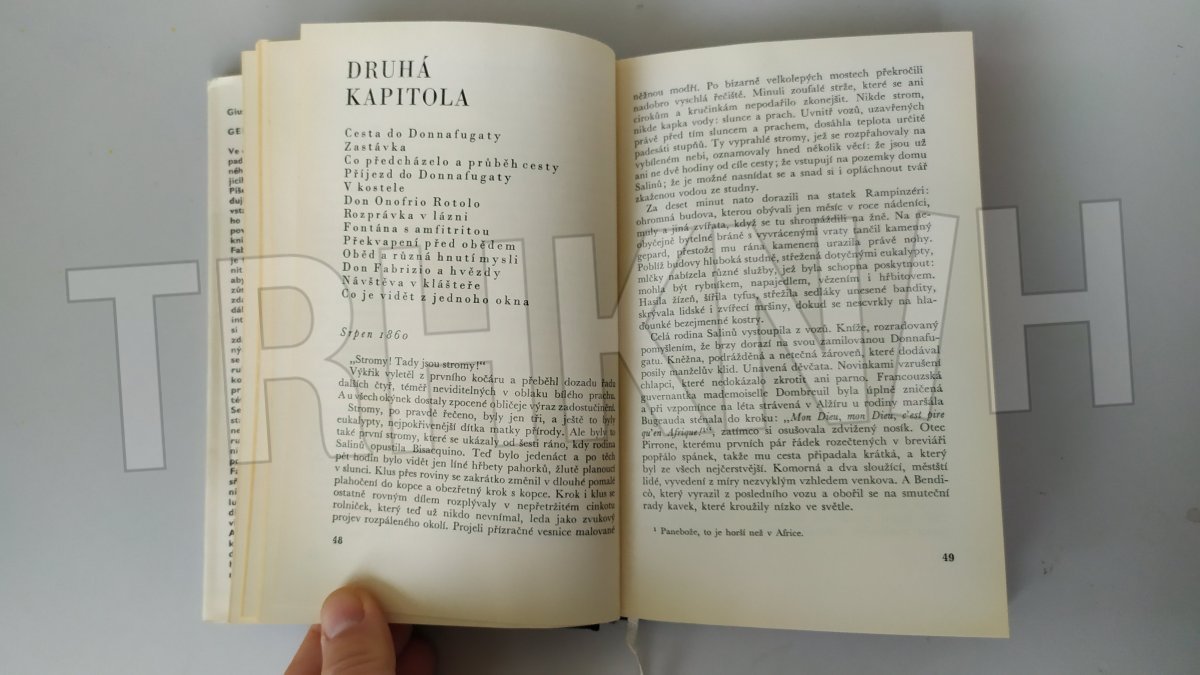 DRUHÁ
KAPITOLA
Cesta do Donnafugaty
Zastávka
Co předcházelo a průběh cesty
Příjezd do Donnafugaty
V kostele
Don Onofrio Rotolo
Rozprávka v lázni
Fontána s amfitritou
Překvapení před obědem
Oběd a různá hnutí mysli
Don Fabrizio a hvězdy
Návštěva v klášteře
Co je vidět z jednoho okna
Srpen 1860
„Stromy! Tady jsou stromy!“
Výkřik vyletěl z prvního kočáru a přeběhl dozadu řadu
dalších čtyř, téměř neviditelných v oblaku bílého prachu.
A u všech okýnek dostaly zpocené obličeje výraz zadostučinění.
Stromy, po pravdě řečeno, byly jen tři, a ještě to byly
eukalypty, nejpokřivenější dítka matky přírody. Ale byly to
také první stromy, které se ukázaly od šesti ráno, kdy rodina
Salinů opustila Bisacquino. Teď bylo jedenáct a po těch
pět hodin bylo vidět jen líné hřbety pahorků, žlutě planoucí
v slunci. Klus přes roviny se zakrátko změnil v dlouhé pomalé
plahočení do kopce a obezřetný krok s kopce. Krok i klus se
ostatně rovným dílem rozplývaly v nepřetržitém cinkotu
rolniček, který teď už nikdo nevnímal, leda jako zvukový
projev rozpáleného okolí. Projeli přízračné vesnice malované
48
něžnou modří. Po bizarně velkolepých mostech překročili
nadobro vyschlá řečiště. Minuli zoufalé strže, které se ani
čirokům a kručinkám nepodařilo zkonejšit. Nikde strom,
nikde kapka vody: slunce a prach. Uvnitř vozů, uzavřených
právě před tím sluncem a prachem, dosáhla teplota určitě
padesáti stupňů. Ty vyprahlé stromy, jež se rozpřahovaly na
vybíleném nebi, oznamovaly hned několik věcí: že jsou už
ani ne dvě hodiny od cíle cesty; že vstupují na pozemky domu
Salinů; že je možné nasnídat se a snad si i opláchnout tvář
zkaženou vodou ze studny.
Za deset minut nato dorazili na statek Rampinzéri:
ohromná budova, kterou obývali jen měsíc v roce nádeníci,
muly a jiná zvířata, když se tu shromáždili na žně. Na ne-
obyčejně bytelné bráně s vyvrácenými vraty tančil kamenný
gepard, přestože mu rána kamenem urazila právě nohy.
Poblíž budovy hluboká studně, střežená dotyčnými eukalypty,
mlčky nabízela různé služby, jež byla schopna poskytnout:
mohla být rybníkem, napajedlem, vězením i hřbitovem.
Hasila žízeň, šířila tyfus, střežila sedláky unesené bandity,
skrývala lidské i zvířecí mršiny, dokud se nescvrkly na hla-
ďounké bezejmenné kostry.
Celá rodina Salinů vystoupila z vozů. Kníže, rozradovaný
pomyšlením, že brzy dorazí na svou zamilovanou Donnafu-
gatu. Kněžna, podrážděná a netečná zároveň, které dodával
posily manželův klid. Unavená děvčata. Novinkami vzrušení
chlapci, které nedokázalo zkrotit ani parno. Francouzská
guvernantka mademoiselle Dombreuil byla úplně zničená
a při vzpomínce na léta strávená v Alžíru u rodiny maršála
Bugeauda sténala do kroku: „Mon Dieu, mon Dieu, c'est pire
qu'en Afrique!“¹, zatímco si osušovala zdvižený nosík. Otec
Pirrone, kterému prvních pár řádek rozečtených v breviáři
popřálo spánek, takže mu cesta připadala krátká, a který
byl ze všech nejčerstvější. Komorná a dva sloužící, městští
lidé, vyvedení z míry nezvyklým vzhledem venkova. A Bendi-
cò, který vyrazil z posledního vozu a obořil se na smuteční
rady kavek, které kroužily nízko ve světle.
¹ Panebože, to je horší než v Africe.
49
TRHKNIH